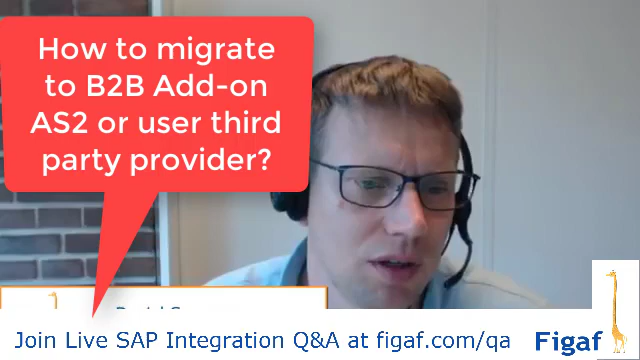 How to migrate
to B2B Add-on
AS2 or user third
party provider?
Join Live SAP Integration Q&A at figaf.com/qa
Figaf